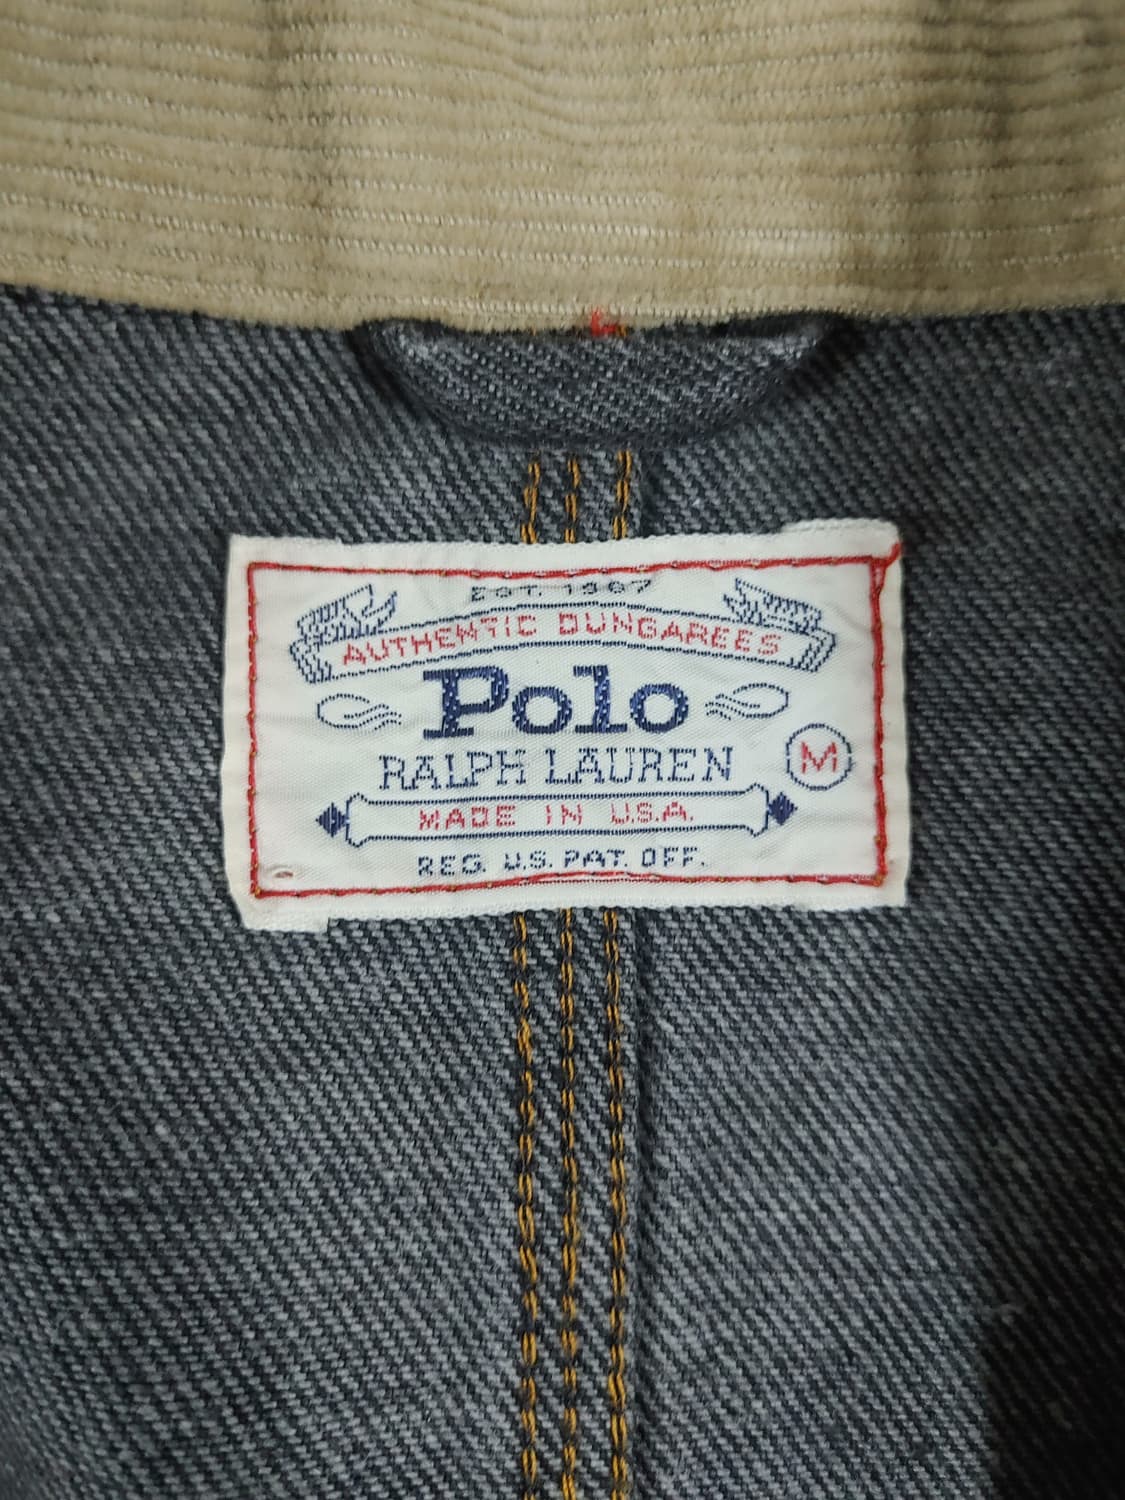 EST. 1967
AUTHENTIC DUNGAREES
Polo
RALPH LAUREN
M
MADE IN U.S.A.
REG. U.S. PAT. OFF.